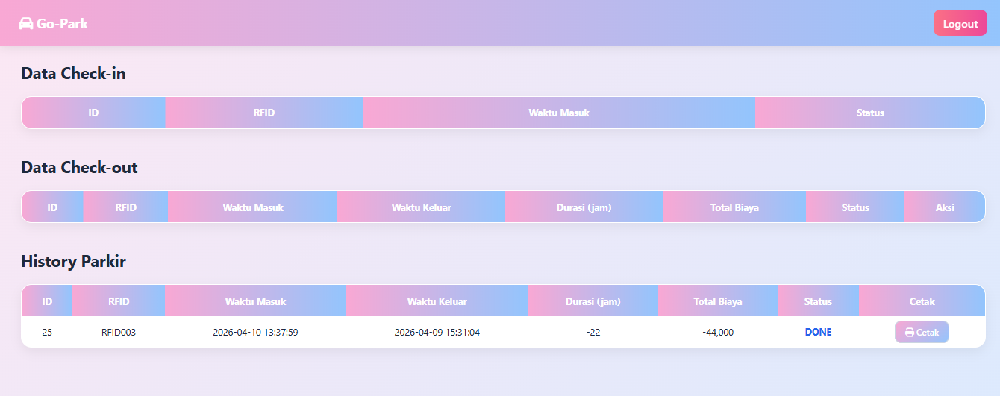 Go-Park Logout
Data Check-in
ID RFID Waktu Masuk Status
Data Check-out
ID RFID Waktu Masuk Waktu Keluar Durasi (jam) Total Biaya Status Aksi
History Parkir
ID RFID Waktu Masuk Waktu Keluar Durasi (jam) Total Biaya Status Cetak
25 RFID003 2026-04-10 13:37:59 2026-04-09 15:31:04 -22 -44,000 DONE Cetak